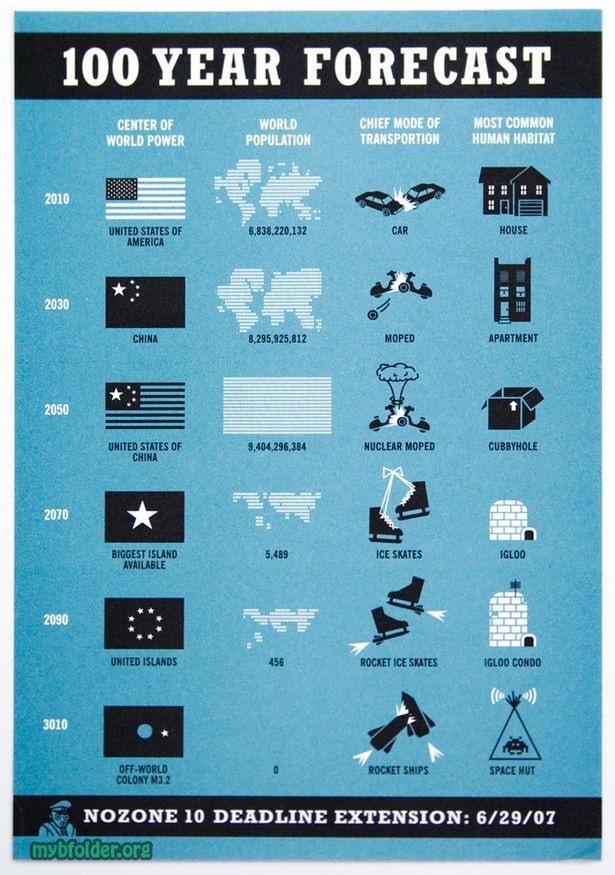 100 YEAR FORECAST
CENTER OF
WORLD POWER
WORLD
POPULATION
CHIEF MODE OF
TRANSPORTION
MOST COMMON
HUMAN HABITAT
2010
UNITED STATES OF
AMERICA
6,838,220,132
CAR
HOUSE
2030
CHINA
8,295,925,812
MOPED
APARTMENT
2050
UNITED STATES OF
CHINA
9,404,296,384
NUCLEAR MOPED
CUBBYHOLE
2070
BIGGEST ISLAND
AVAILABLE
5,489
ICE SKATES
IGLOO
2090
UNITED ISLANDS
456
ROCKET ICE SKATES
IGLOO CONDO
3010
OFF-WORLD
COLONY M3.2
0
ROCKET SHIPS
SPACE HUT
NOZONE 10 DEADLINE EXTENSION: 6/29/07
mybfolder.org